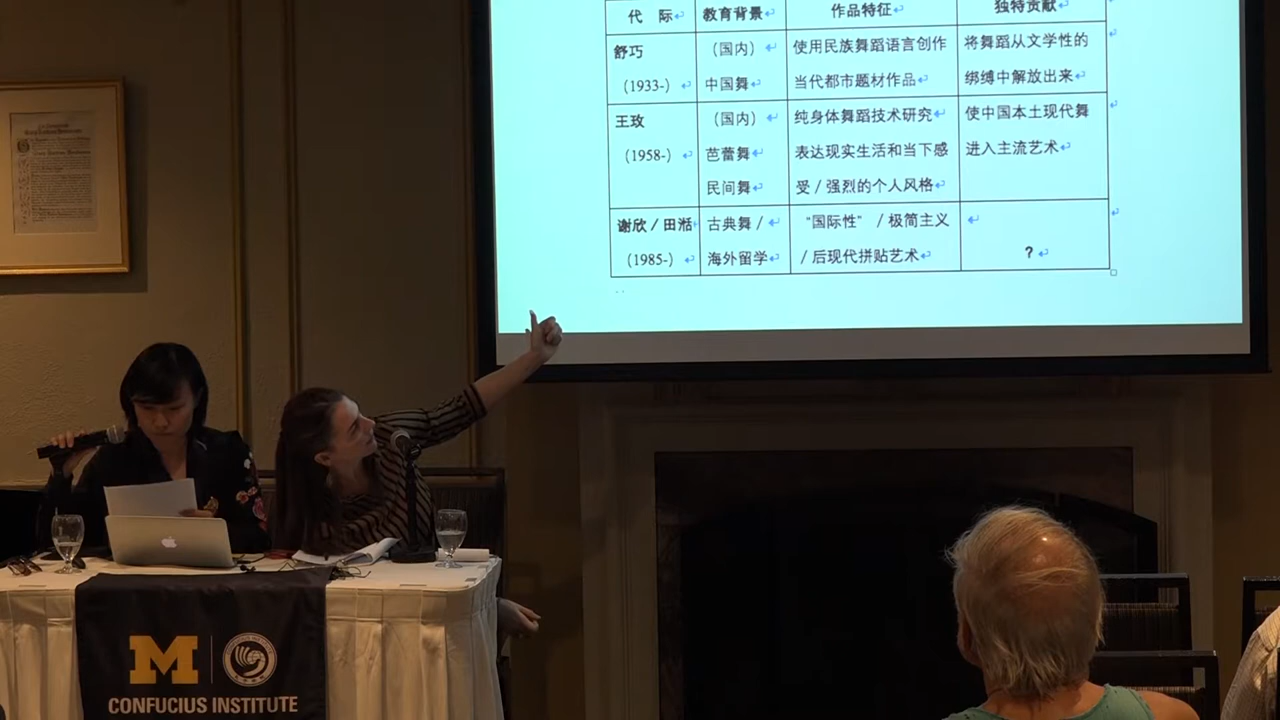 代 际
教育背景
作品特征
独特贡献
舒巧
(1933-)
(国内)
中国舞
使用民族舞蹈语言创作
当代都市题材作品
将舞蹈从文学性的
绑缚中解放出来
王玫
(1958-)
(国内)
芭蕾舞
民间舞
纯身体舞蹈技术研究
表达现实生活和当下感
受/强烈的个人风格
使中国本土现代舞
进入主流艺术
谢欣/田湉
(1985-)
古典舞/
海外留学
“国际性” /极简主义
/后现代拼贴艺术
?
M
CONFUCIUS INSTITUTE